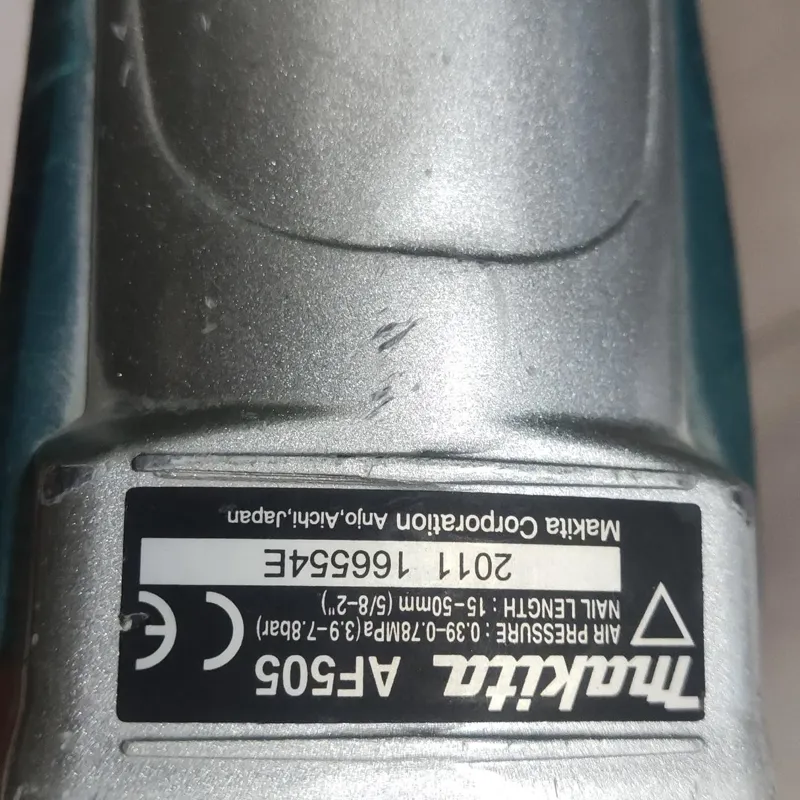 makita AF505
AIR PRESSURE : 0.39-0.78MPa(3.9-7.8bar)
NAIL LENGTH : 15-50mm (5/8-2")
CE
2011 166554E
Makita Corporation Anjo,Aichi,Japan